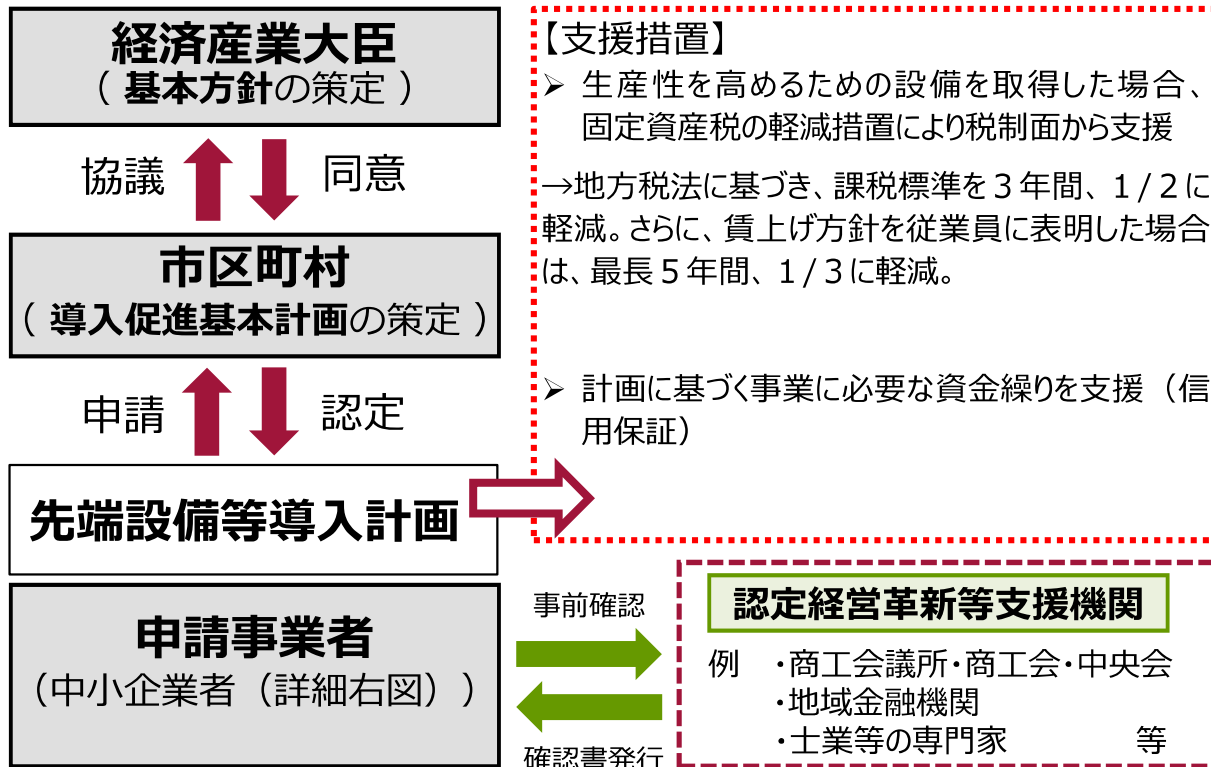 経済産業大臣
（ 基本方針の策定 ）
協議
同意
市区町村
（ 導入促進基本計画の策定 ）
申請
認定
先端設備等導入計画
申請事業者
（中小企業者（詳細右図））
【支援措置】
➢ 生産性を高めるための設備を取得した場合、
固定資産税の軽減措置により税制面から支援
→地方税法に基づき、課税標準を３年間、１/２に
軽減。さらに、賃上げ方針を従業員に表明した場合
は、最長５年間、１/３に軽減。
➢ 計画に基づく事業に必要な資金繰りを支援（信
用保証）
事前確認
確認書発行
認定経営革新等支援機関
例 ・商工会議所・商工会・中央会
・地域金融機関
・士業等の専門家 等